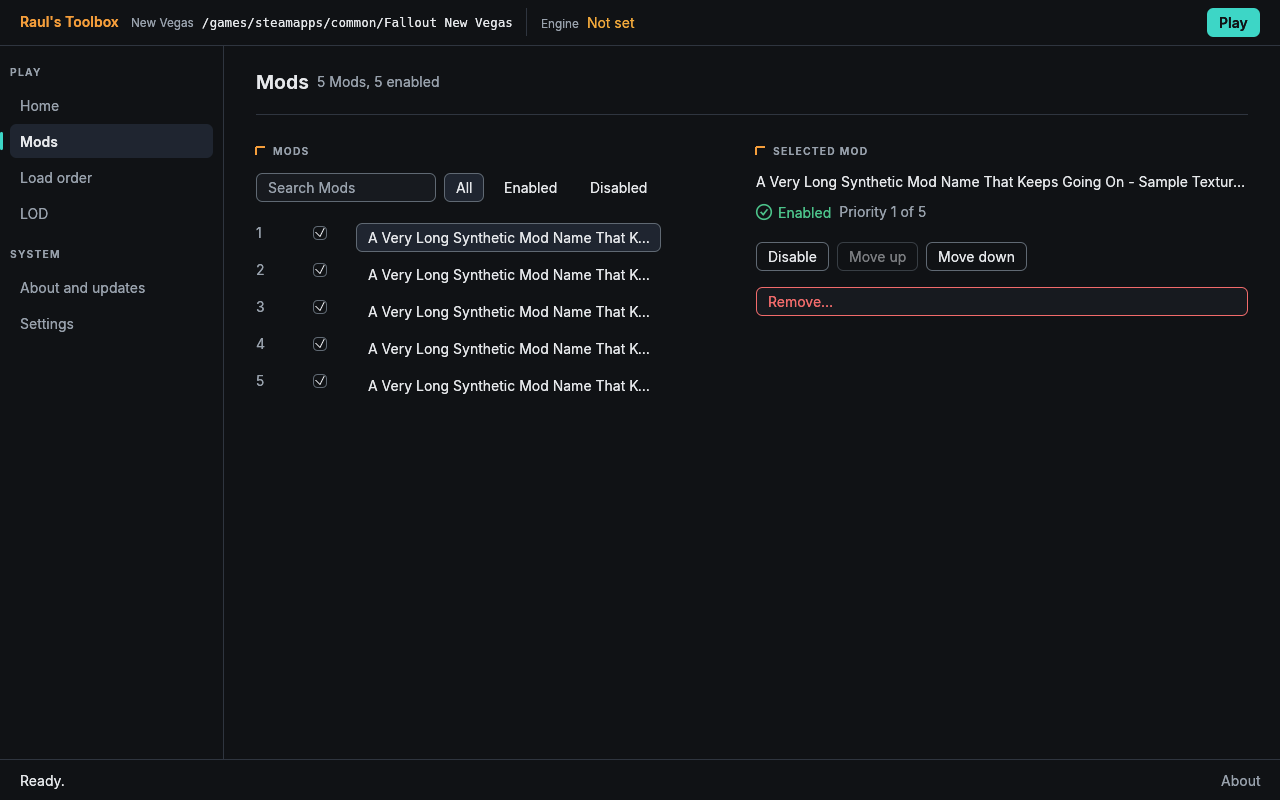 Raul's Toolbox New Vegas /games/steamapps/common/Fallout New Vegas Engine Not set Play
PLAY
Home
Mods
Load order
LOD
SYSTEM
About and updates
Settings
Mods 5 Mods, 5 enabled
MODS
Search Mods All Enabled Disabled
1 A Very Long Synthetic Mod Name That K...
2 A Very Long Synthetic Mod Name That K...
3 A Very Long Synthetic Mod Name That K...
4 A Very Long Synthetic Mod Name That K...
5 A Very Long Synthetic Mod Name That K...
SELECTED MOD
A Very Long Synthetic Mod Name That Keeps Going On - Sample Textur...
Enabled Priority 1 of 5
Disable Move up Move down
Remove...
Ready. About